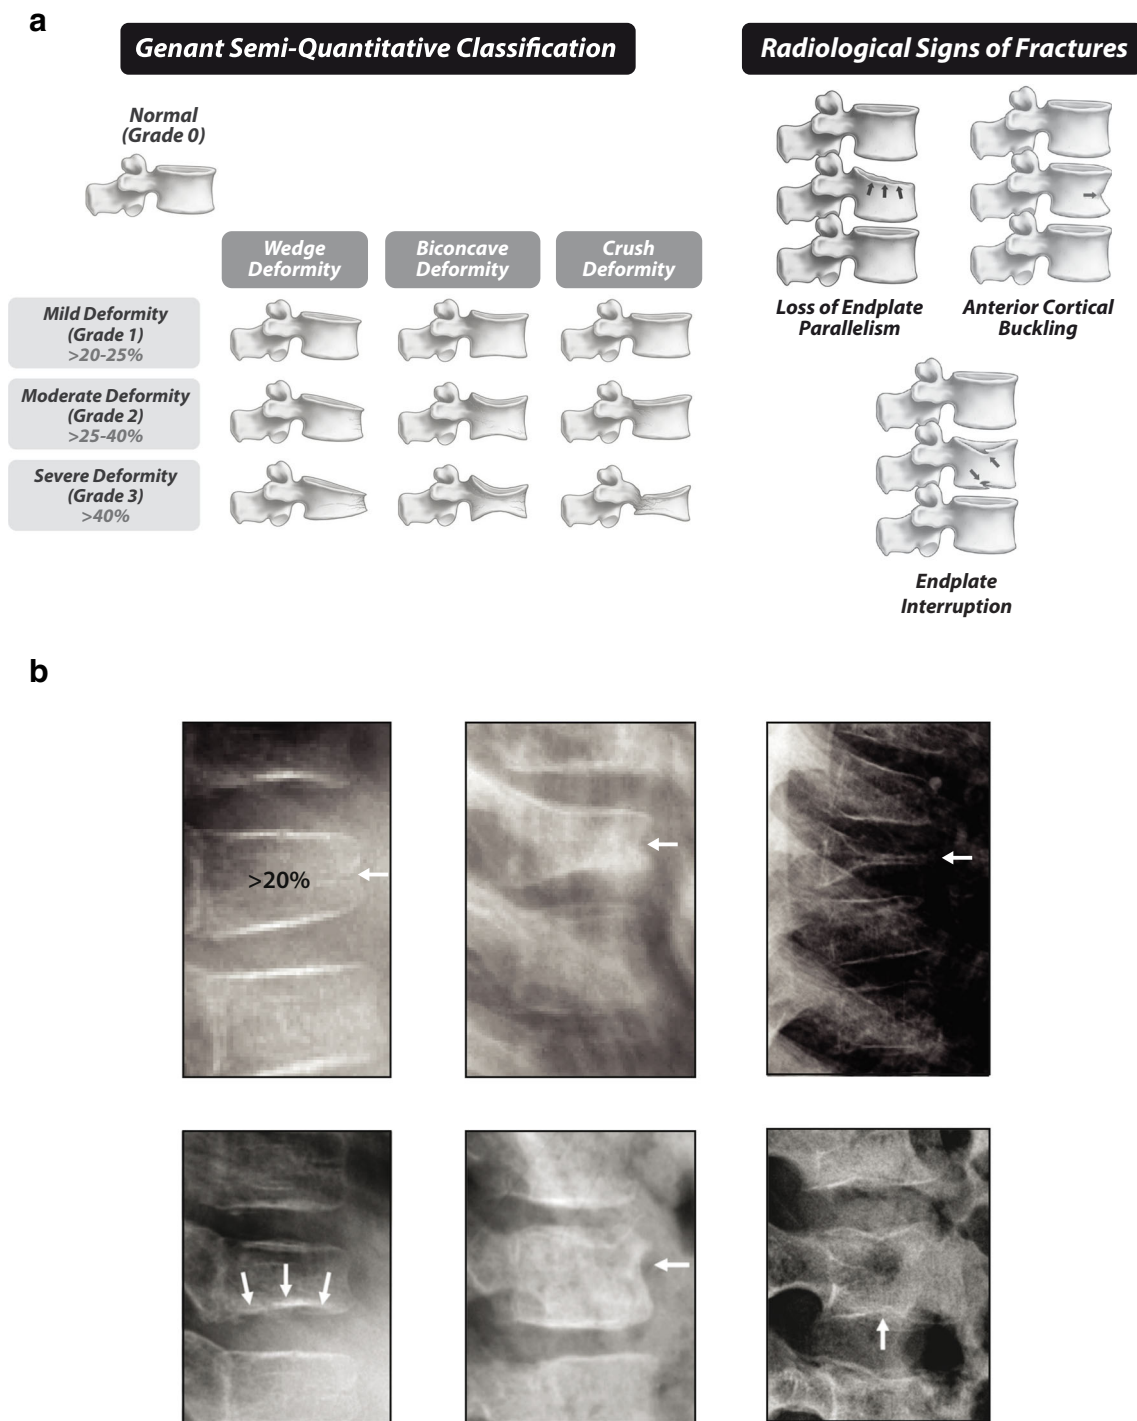 a
Genant Semi-Quantitative Classification
Radiological Signs of Fractures
Normal
(Grade 0)
Wedge
Deformity
Biconcave
Deformity
Crush
Deformity
Mild Deformity
(Grade 1)
>20-25%
Moderate Deformity
(Grade 2)
>25-40%
Severe Deformity
(Grade 3)
>40%
Loss of Endplate
Parallelism
Anterior Cortical
Buckling
Endplate
Interruption
b
>20%